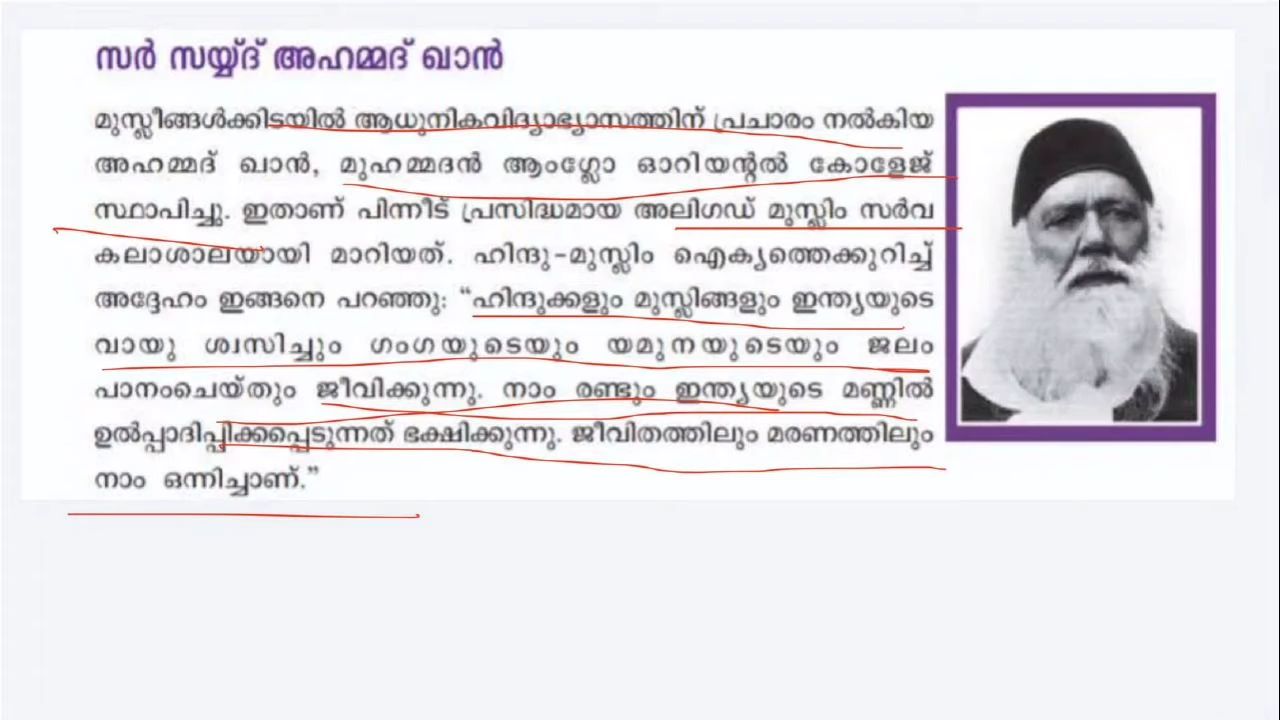 സർ സയ്യ്ദ് അഹമ്മദ് ഖാൻ
മുസ്ലീങ്ങൾക്കിടയിൽ ആധുനികവിദ്യാഭ്യാസത്തിന് പ്രചാരം നൽകിയ
അഹമ്മദ് ഖാൻ, മുഹമ്മദൻ ആംഗ്ലോ ഓറിയന്റൽ കോളേജ്
സ്ഥാപിച്ചു. ഇതാണ് പിന്നീട് പ്രസിദ്ധമായ അലിഗഡ് മുസ്ലിം സർവ
കലാശാലയായി മാറിയത്. ഹിന്ദു-മുസ്ലിം ഐക്യത്തെക്കുറിച്ച്
അദ്ദേഹം ഇങ്ങനെ പറഞ്ഞു: “ഹിന്ദുക്കളും മുസ്ലിങ്ങളും ഇന്ത്യയുടെ
വായു ശ്വസിച്ചും ഗംഗയുടെയും യമുനയുടെയും ജലം
പാനംചെയ്തും ജീവിക്കുന്നു. നാം രണ്ടും ഇന്ത്യയുടെ മണ്ണിൽ
ഉൽപ്പാദിപ്പിക്കപ്പെടുന്നത് ഭക്ഷിക്കുന്നു. ജീവിതത്തിലും മരണത്തിലും
നാം ഒന്നിച്ചാണ്.”